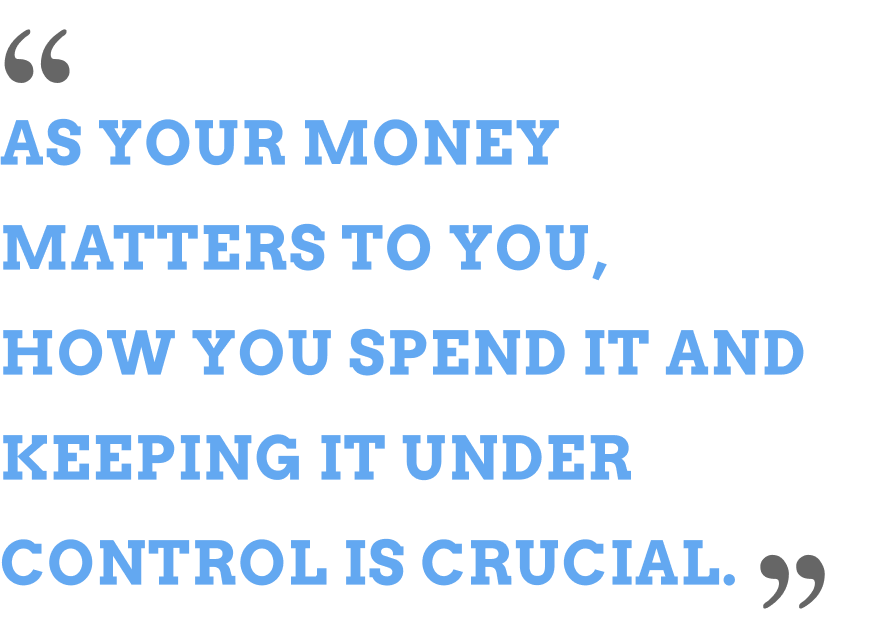 “
AS YOUR MONEY
MATTERS TO YOU,
HOW YOU SPEND IT AND
KEEPING IT UNDER
CONTROL IS CRUCIAL. ”